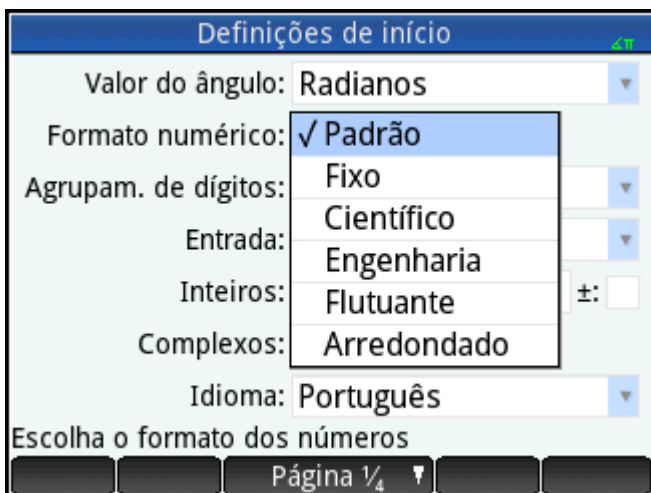 Definições de início
∡π
Valor do ângulo: Radianos
Formato numérico: √ Padrão
Fixo
Agrupam. de dígitos:
Científico
Entrada:
Engenharia
Inteiros:
Flutuante
±:
Complexos:
Arredondado
Idioma: Português
Escolha o formato dos números
Página ¼